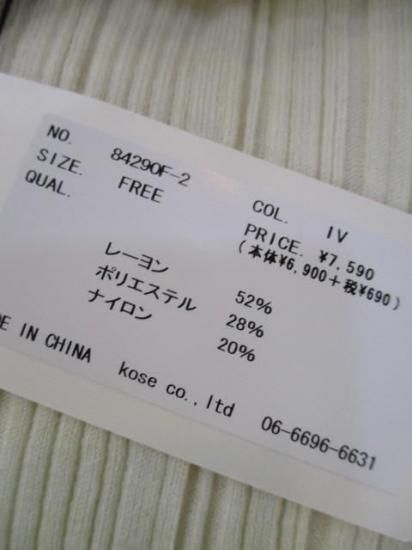 NO. 84290F-2 COL. IV
SIZE. FREE PRICE. ¥7,590
QUAL. (本体¥6,900+税¥690)
レーヨン 52%
ポリエステル 28%
ナイロン 20%
DE IN CHINA kose co.,ltd 06-6696-6631